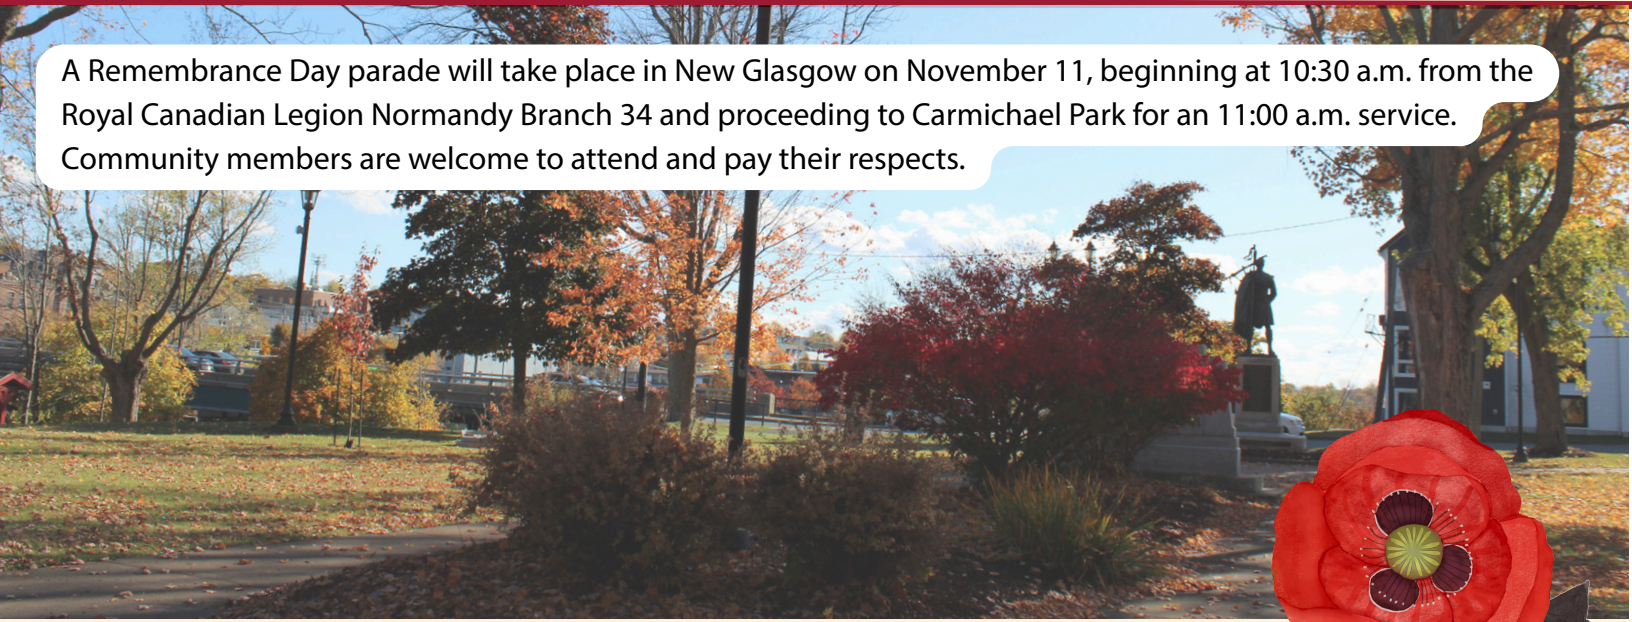 A Remembrance Day parade will take place in New Glasgow on November 11, beginning at 10:30 a.m. from the
Royal Canadian Legion Normandy Branch 34 and proceeding to Carmichael Park for an 11:00 a.m. service.
Community members are welcome to attend and pay their respects.